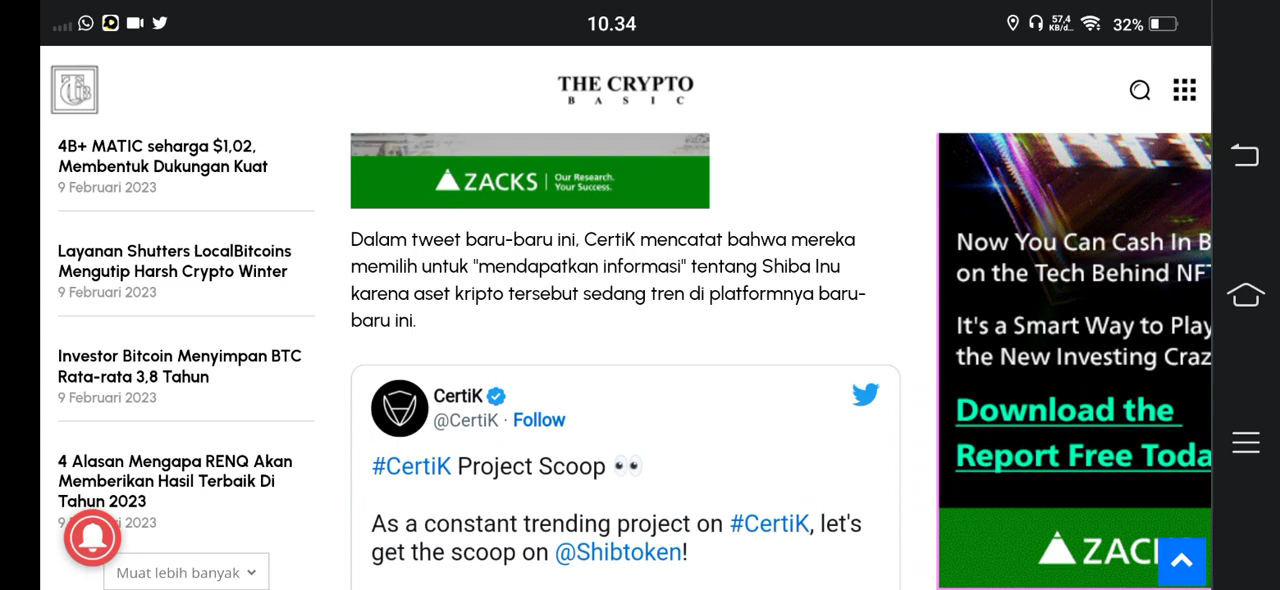 10.34
57,4
KB/d...
32%
THE CRYPTO
BASIC
4B+ MATIC seharga $1,02,
Membentuk Dukungan Kuat
9 Februari 2023
Layanan Shutters LocalBitcoins
Mengutip Harsh Crypto Winter
9 Februari 2023
Investor Bitcoin Menyimpan BTC
Rata-rata 3,8 Tahun
9 Februari 2023
4 Alasan Mengapa RENQ Akan
Memberikan Hasil Terbaik Di
Tahun 2023
9 i 2023
Muat lebih banyak
ZACKS
Our Research.
Your Success.
Dalam tweet baru-baru ini, CertiK mencatat bahwa mereka
memilih untuk "mendapatkan informasi" tentang Shiba Inu
karena aset kripto tersebut sedang tren di platformnya baru-
baru ini.
CertiK
@CertiK · Follow
#CertiK Project Scoop 👀
As a constant trending project on #CertiK, let's
get the scoop on @Shibtoken!
Now You Can Cash In B
on the Tech Behind NF
It's a Smart Way to Play
the New Investing Craz
Download the
Report Free Toda
ZAC